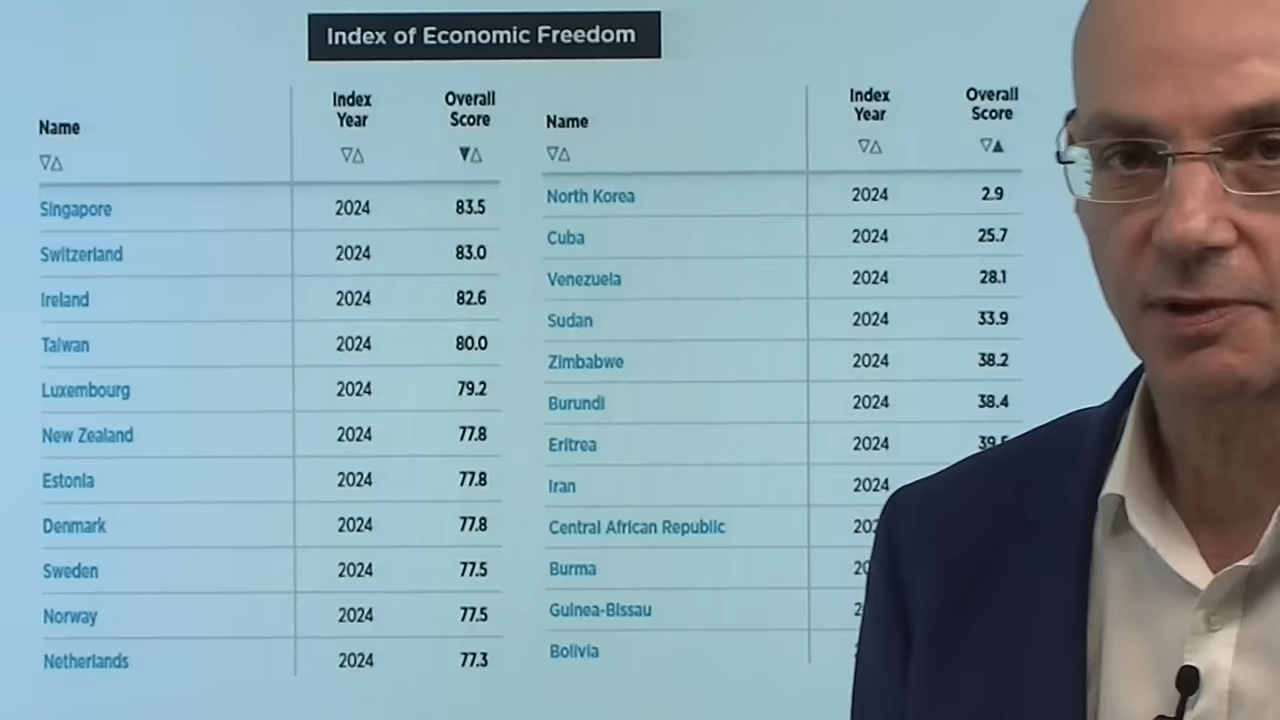 Index of Economic Freedom
Name Index Year Overall Score
Singapore 2024 83.5
Switzerland 2024 83.0
Ireland 2024 82.6
Taiwan 2024 80.0
Luxembourg 2024 79.2
New Zealand 2024 77.8
Estonia 2024 77.8
Denmark 2024 77.8
Sweden 2024 77.5
Norway 2024 77.5
Netherlands 2024 77.3
Name Index Year Overall Score
North Korea 2024 2.9
Cuba 2024 25.7
Venezuela 2024 28.1
Sudan 2024 33.9
Zimbabwe 2024 38.2
Burundi 2024 38.4
Eritrea 2024
Iran 2024
Central African Republic
Burma
Guinea-Bissau
Bolivia